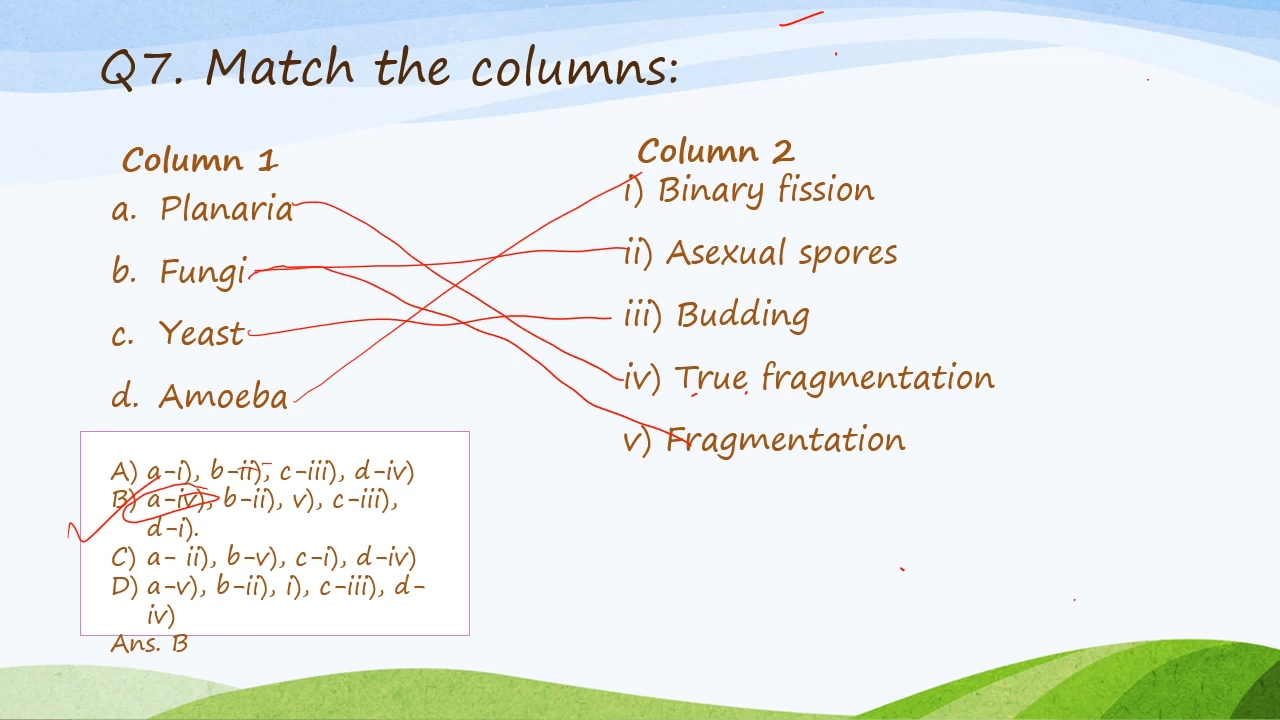 Q7. Match the columns:
Column 1
a. Planaria
b. Fungi
c. Yeast
d. Amoeba
Column 2
i) Binary fission
ii) Asexual spores
iii) Budding
iv) True fragmentation
v) Fragmentation
A) a-i), b-ii), c-iii), d-iv)
B) a-iv), b-ii), v), c-iii),
d-i).
C) a- ii), b-v), c-i), d-iv)
D) a-v), b-ii), i), c-iii), d-
iv)
Ans. B